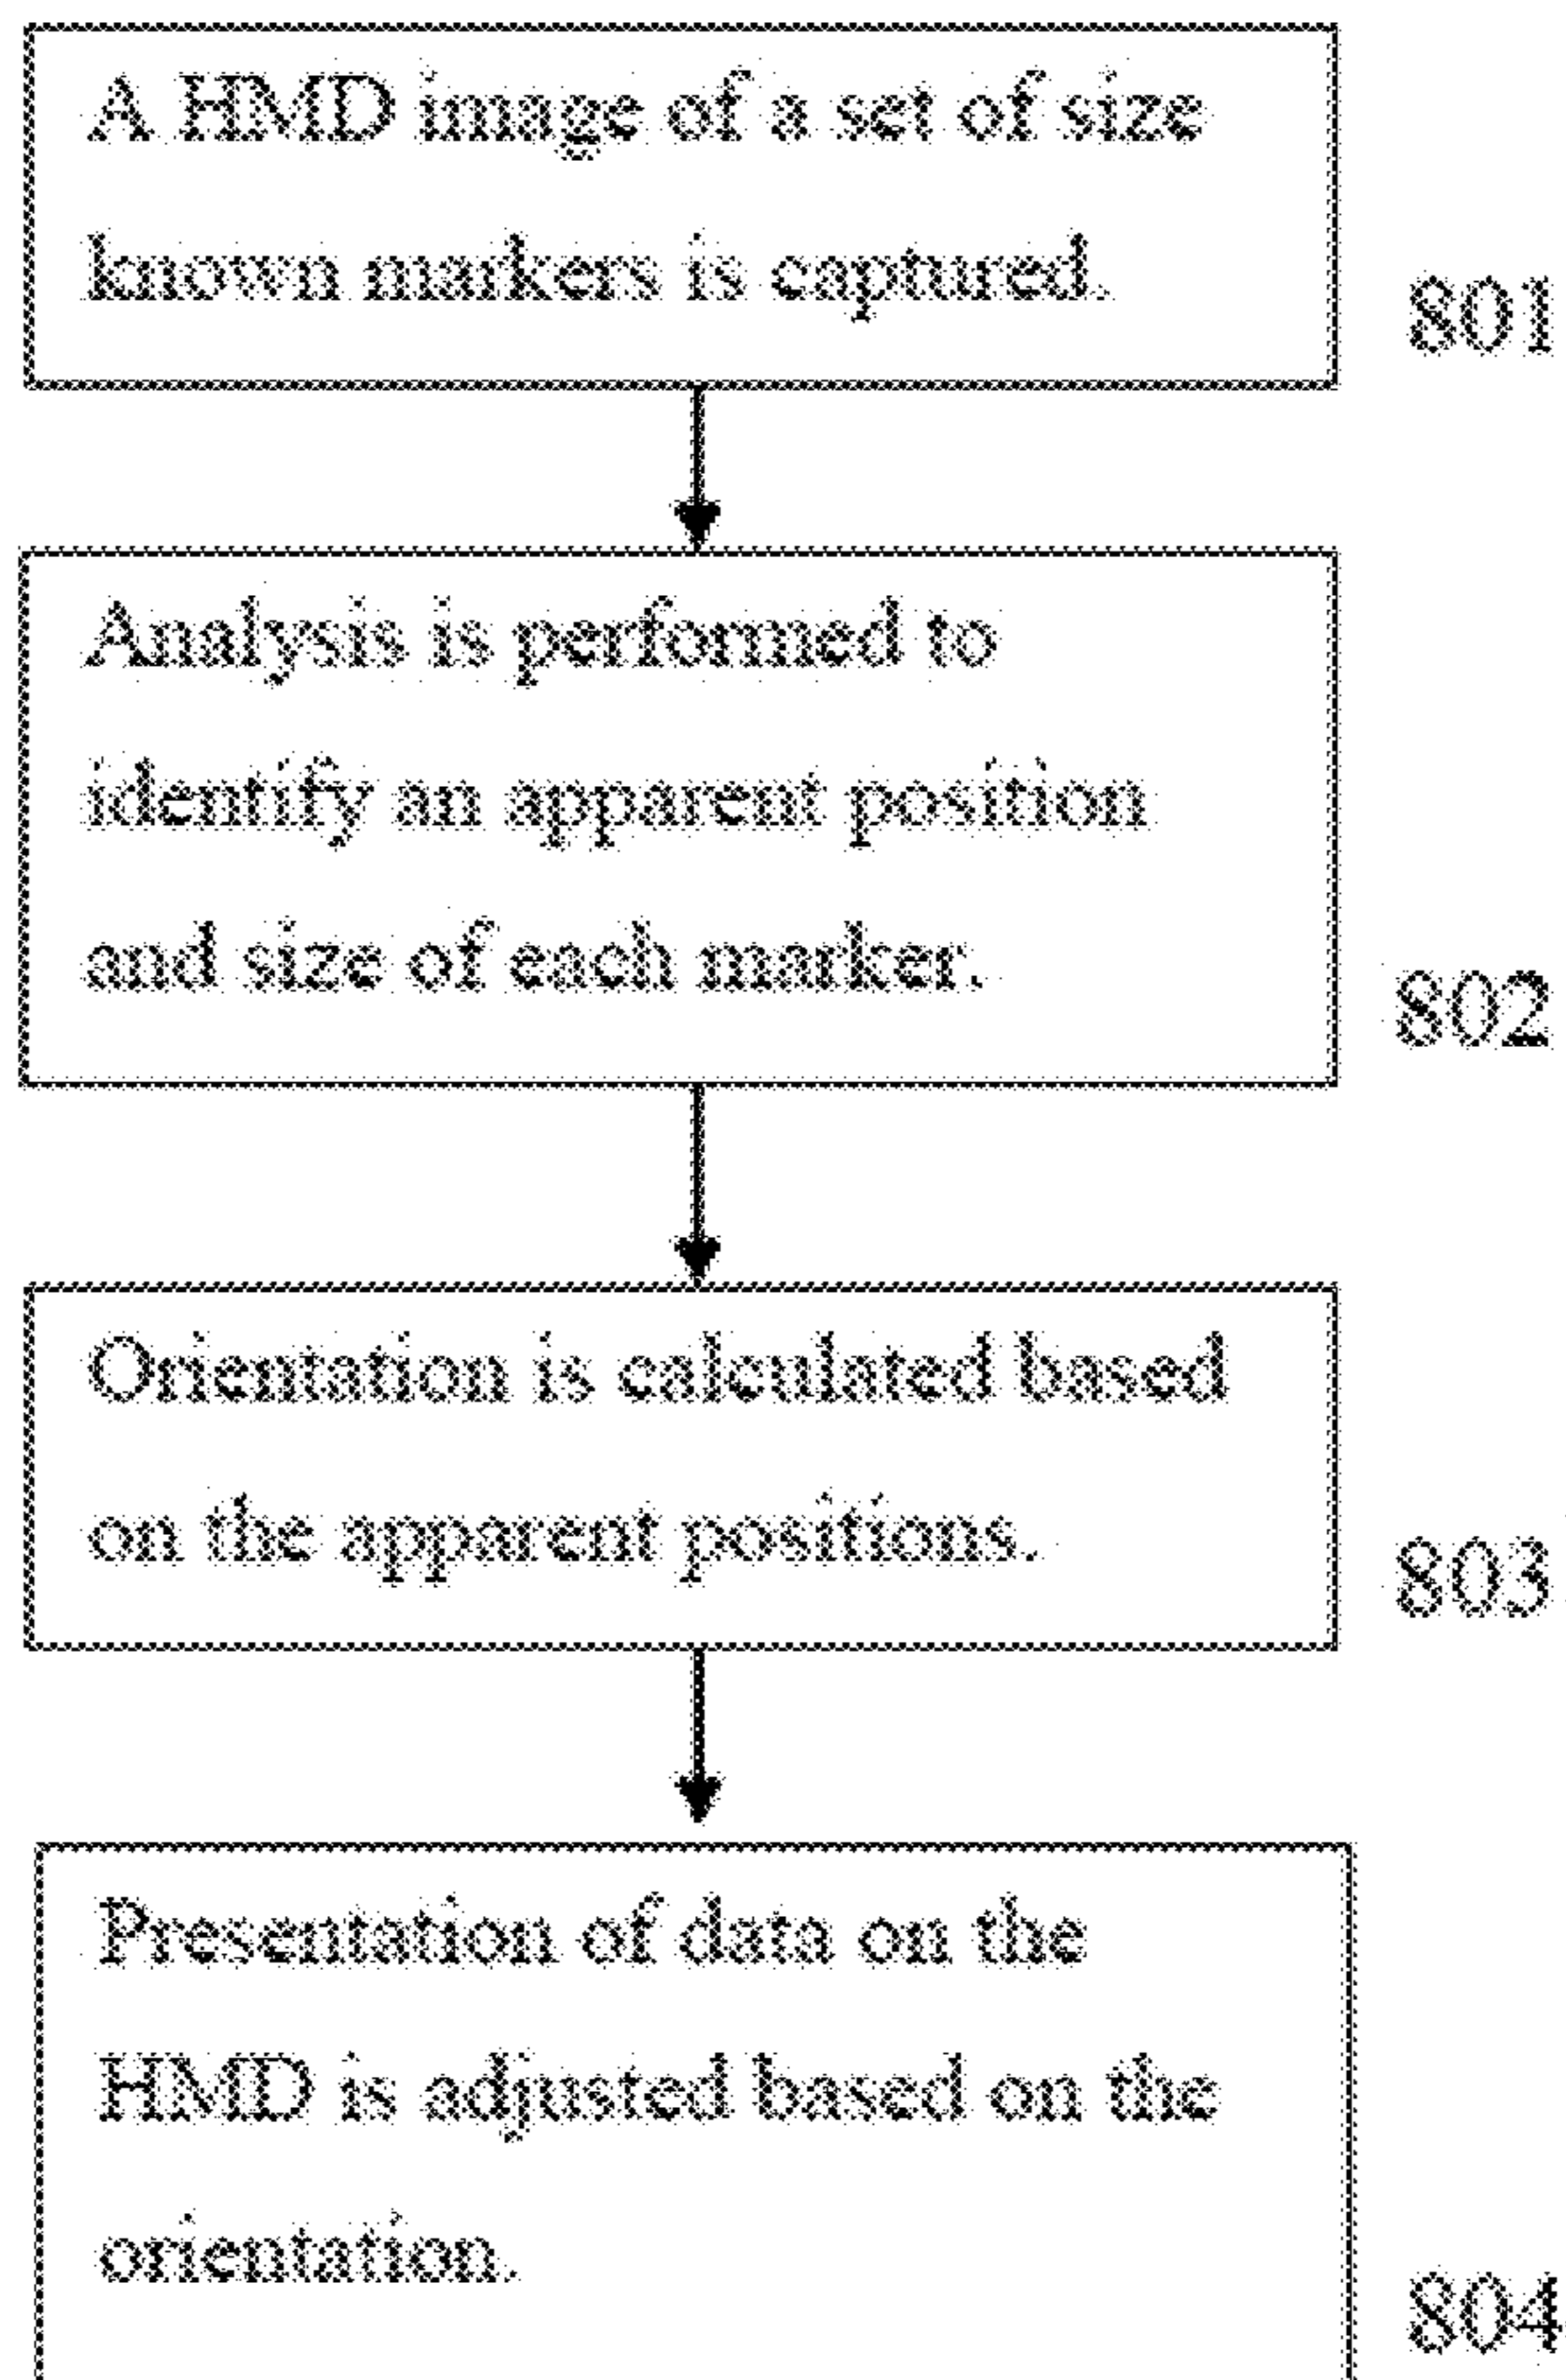 A HMD image of a set of size
known markers is captured.
801
Analysis is performed to
identify an apparent position
and size of each marker.
802
Orientation is calculated based
on the apparent positions.
803
Presentation of data on the
HMD is adjusted based on the
orientation.
804